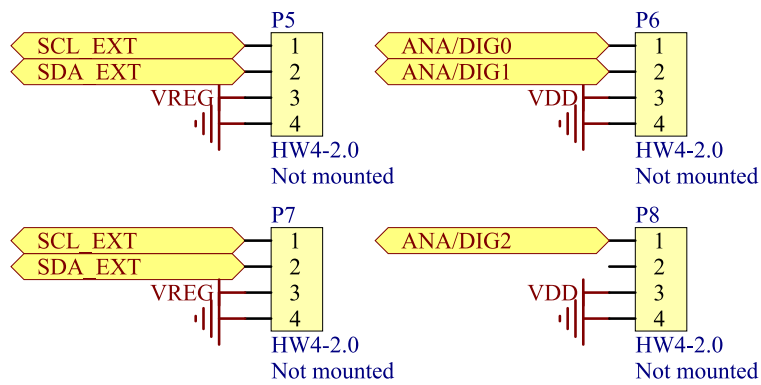 P5
SCL_EXT 1
SDA_EXT 2
VREG 3
4
HW4-2.0
Not mounted
P6
ANA/DIG0 1
ANA/DIG1 2
VDD 3
4
HW4-2.0
Not mounted
P7
SCL_EXT 1
SDA_EXT 2
VREG 3
4
HW4-2.0
Not mounted
P8
ANA/DIG2 1
2
VDD 3
4
HW4-2.0
Not mounted